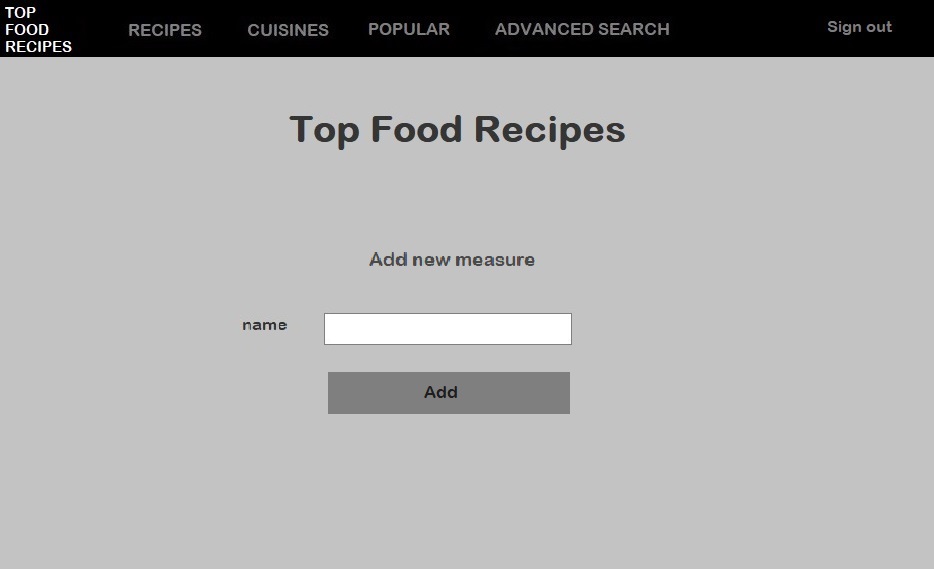 TOP
FOOD
RECIPES
RECIPES
CUISINES
POPULAR
ADVANCED SEARCH
Sign out
Top Food Recipes
Add new measure
name
Add